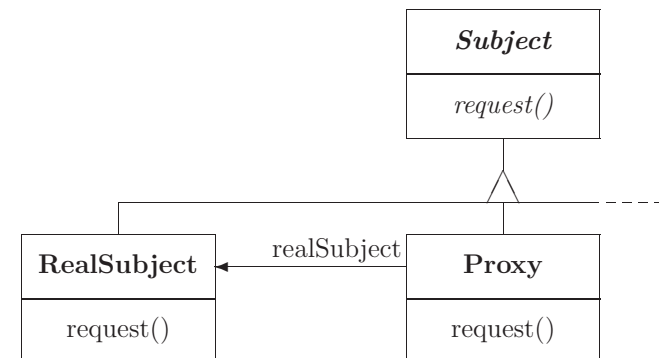 Subject
request()
realSubject
RealSubject
Proxy
request()
request()